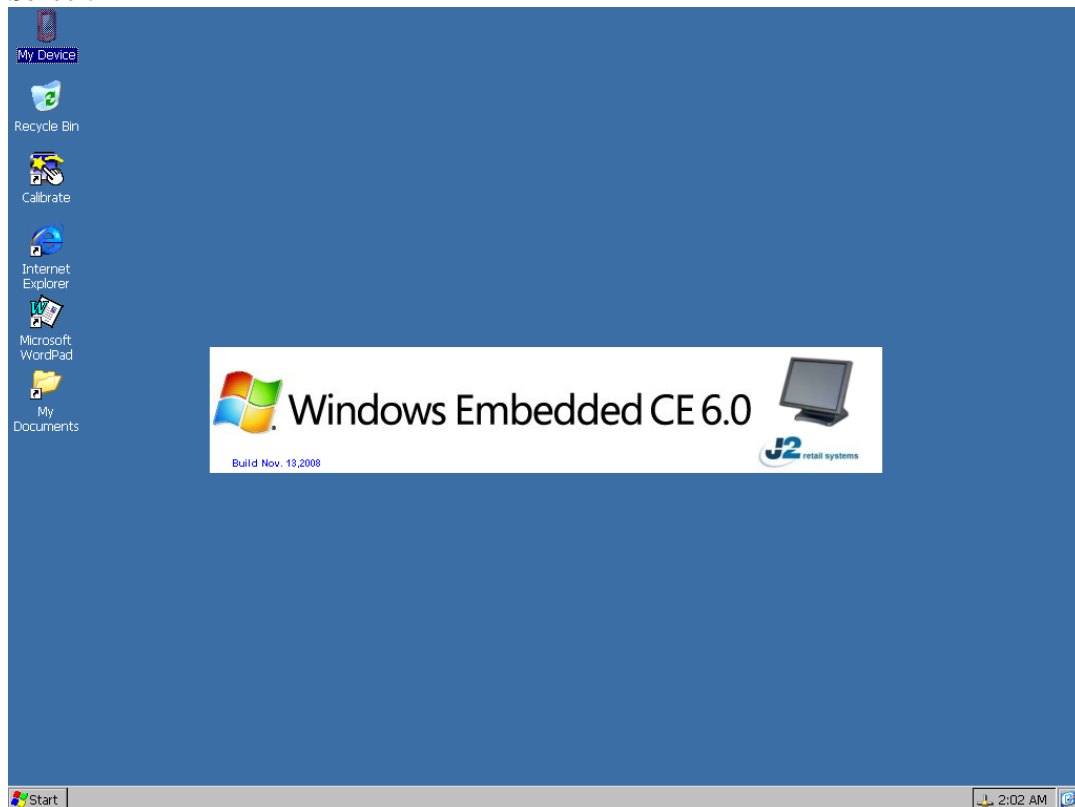 My Device
Recycle Bin
Calibrate
Internet
Explorer
Microsoft
WordPad
My
Documents
Windows Embedded CE 6.0
J2 retail systems
Build Nov. 13,2008
Start
2:02 AM